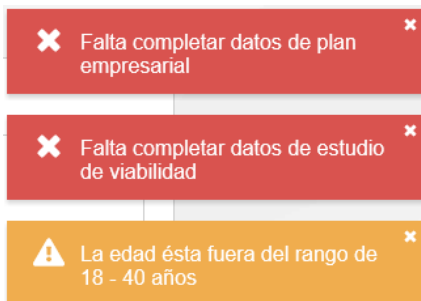 Falta completar datos de plan
empresarial
Falta completar datos de estudio
de viabilidad
La edad ésta fuera del rango de
18 - 40 años